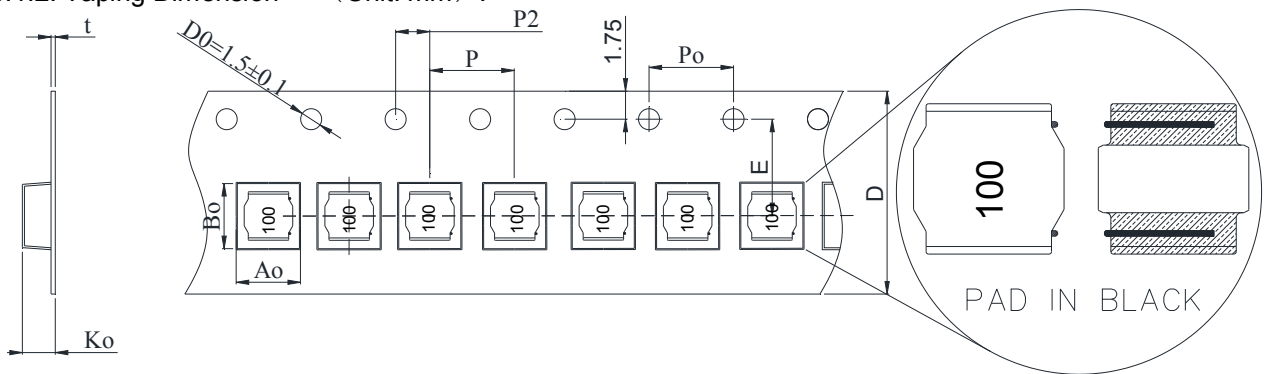 Taping Dimension （Unit: mm）:
t
D0=1.5±0.1
P2
P
1.75
Po
E
D
Bo
Ao
Ko
100
100
100
100
100
100
100
100
PAD IN BLACK